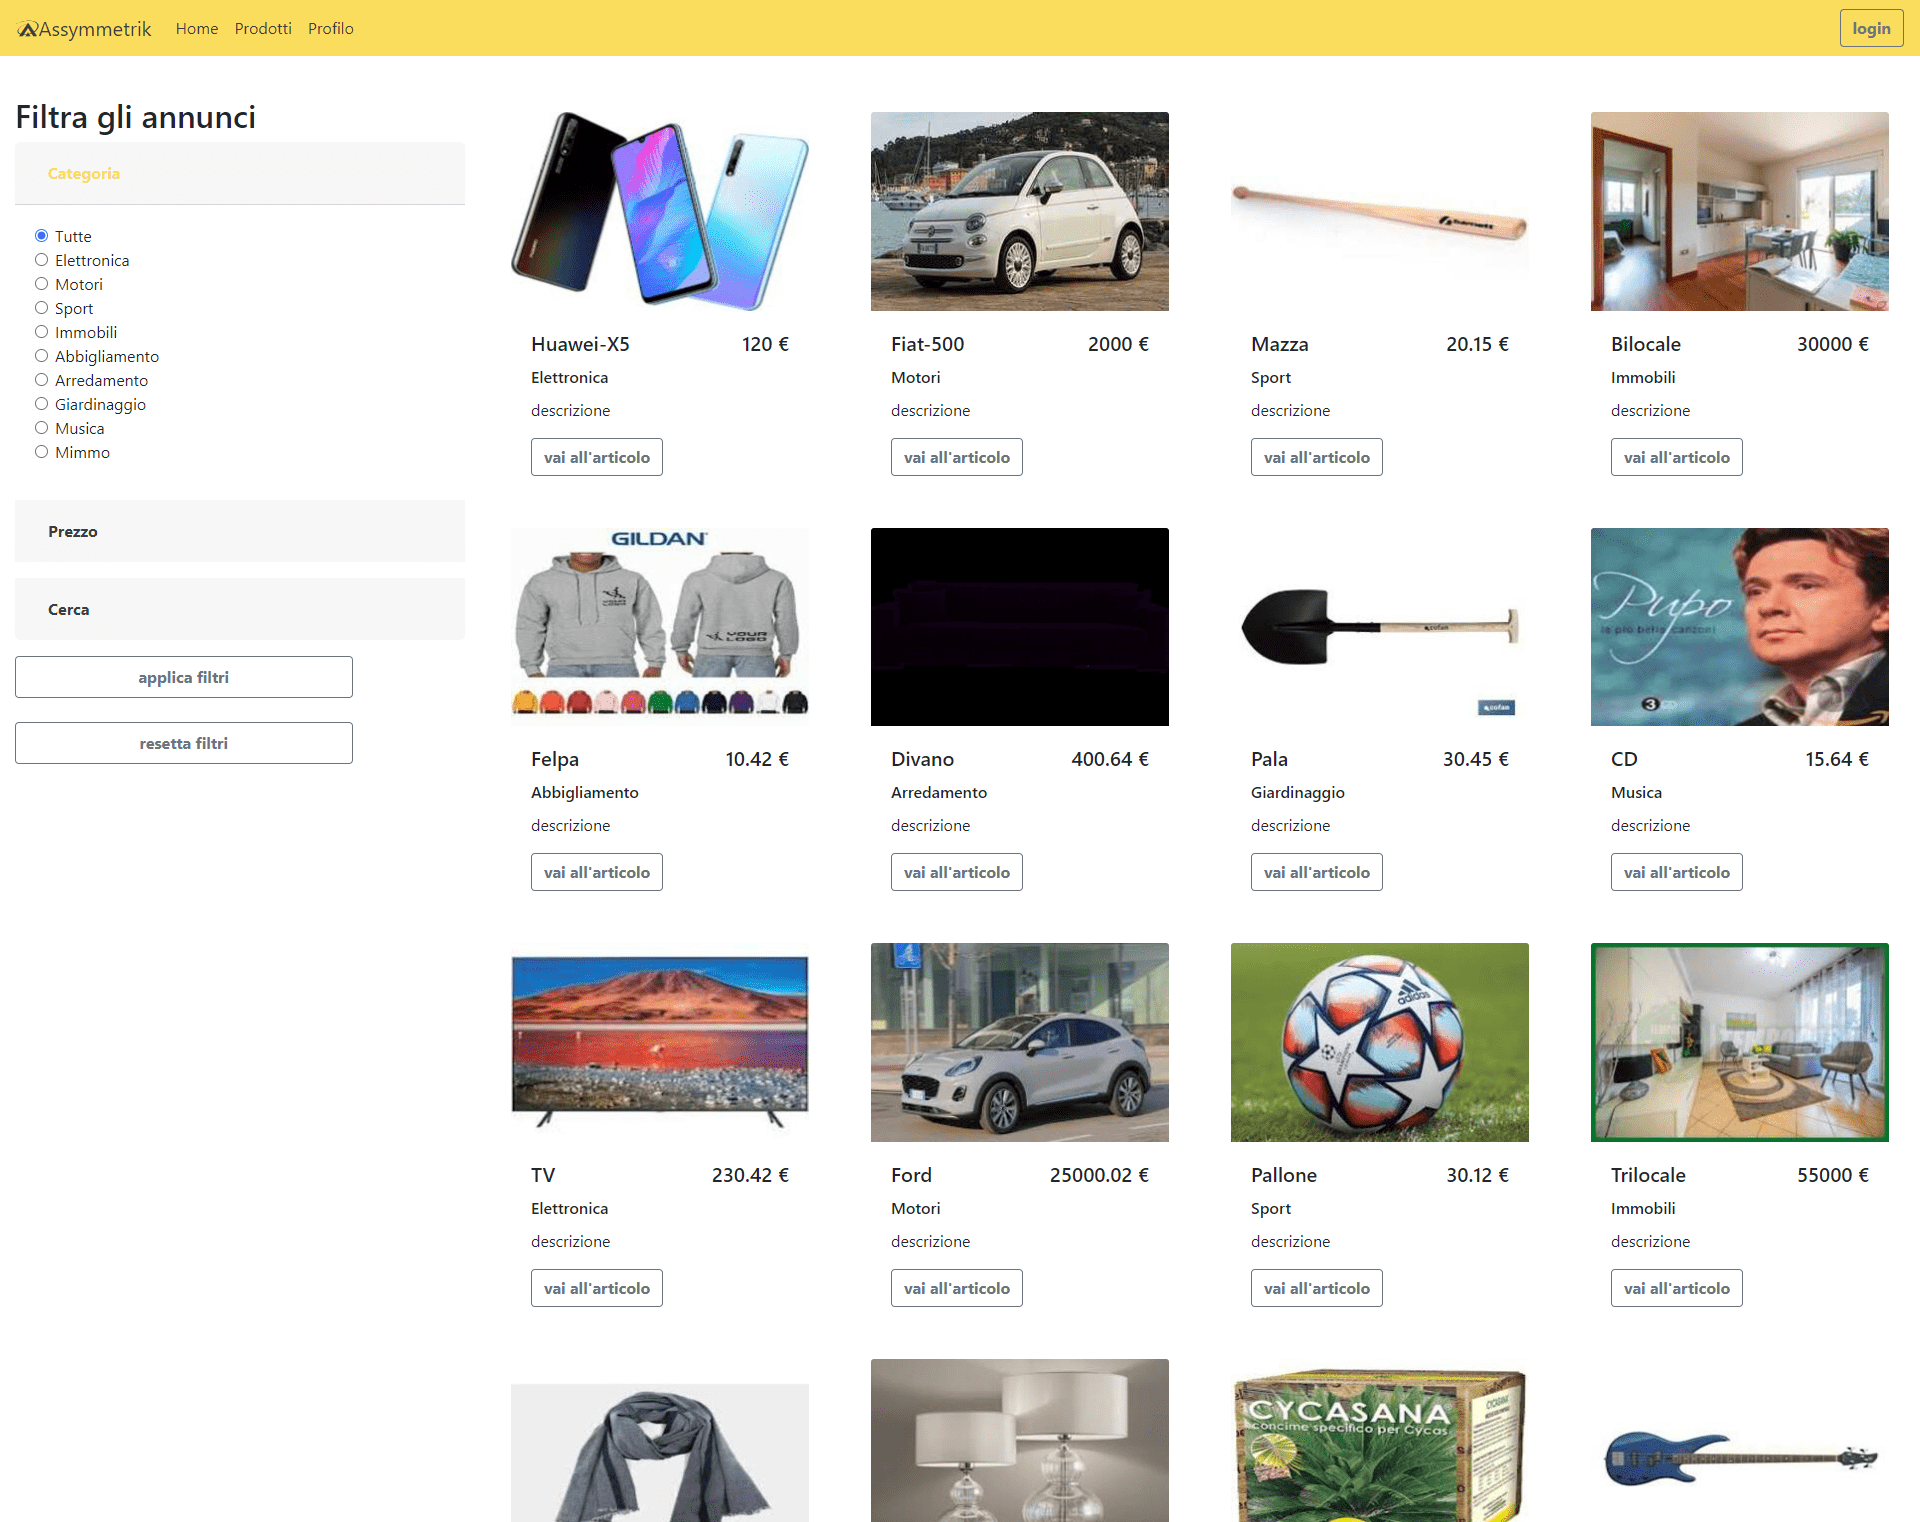 Assymmetrik Home Prodotti Profilo login
Filtra gli annunci
Categoria
Tutte
Elettronica
Motori
Sport
Immobili
Abbigliamento
Arredamento
Giardinaggio
Musica
Mimmo
Prezzo
Cerca
applica filtri
resetta filtri
Huawei-X5 120 €
Elettronica
descrizione
vai all'articolo
Fiat-500 2000 €
Motori
descrizione
vai all'articolo
Mazza 20.15 €
Sport
descrizione
vai all'articolo
Bilocale 30000 €
Immobili
descrizione
vai all'articolo
GILDAN
YOUR
LOGO
Felpa 10.42 €
Abbigliamento
descrizione
vai all'articolo
Divano 400.64 €
Arredamento
descrizione
vai all'articolo
cofan
Pala 30.45 €
Giardinaggio
descrizione
vai all'articolo
Pupo
le più belle canzoni
3
CD 15.64 €
Musica
descrizione
vai all'articolo
TV 230.42 €
Elettronica
descrizione
vai all'articolo
Ford 25000.02 €
Motori
descrizione
vai all'articolo
adidas
Pallone 30.12 €
Sport
descrizione
vai all'articolo
Trilocale 55000 €
Immobili
descrizione
vai all'articolo
CYCASANA
concime specifico per Cycas